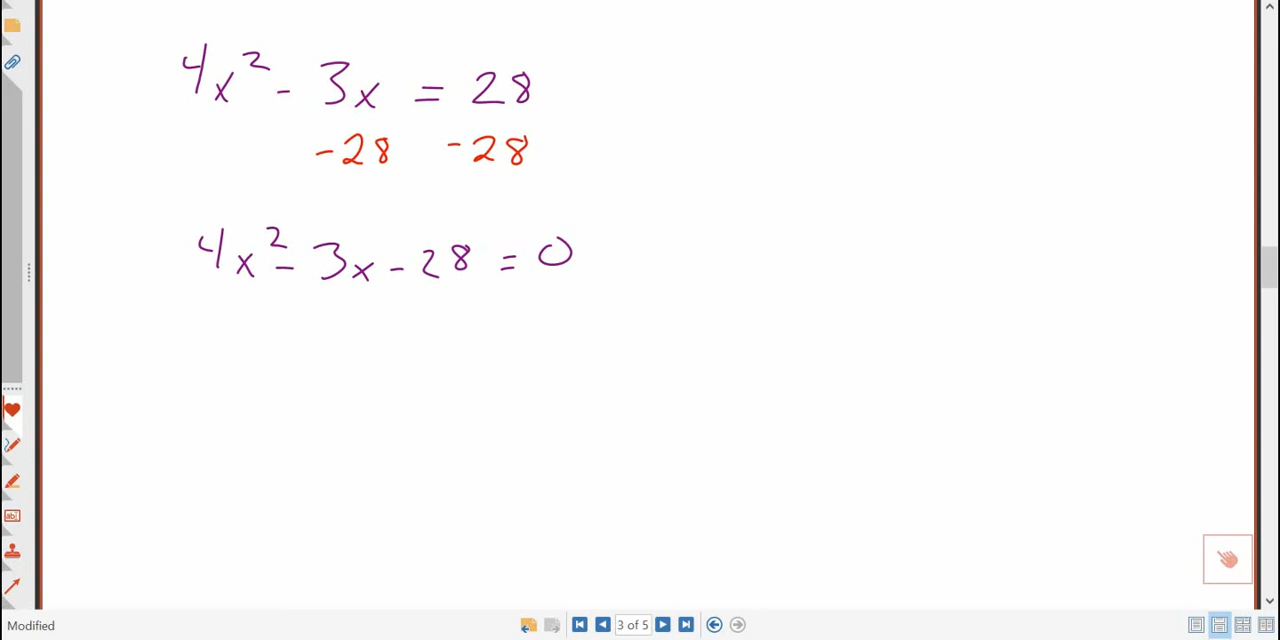 4x² - 3x = 28
-28 -28
4x² - 3x - 28 = 0
Modified
3 of 5